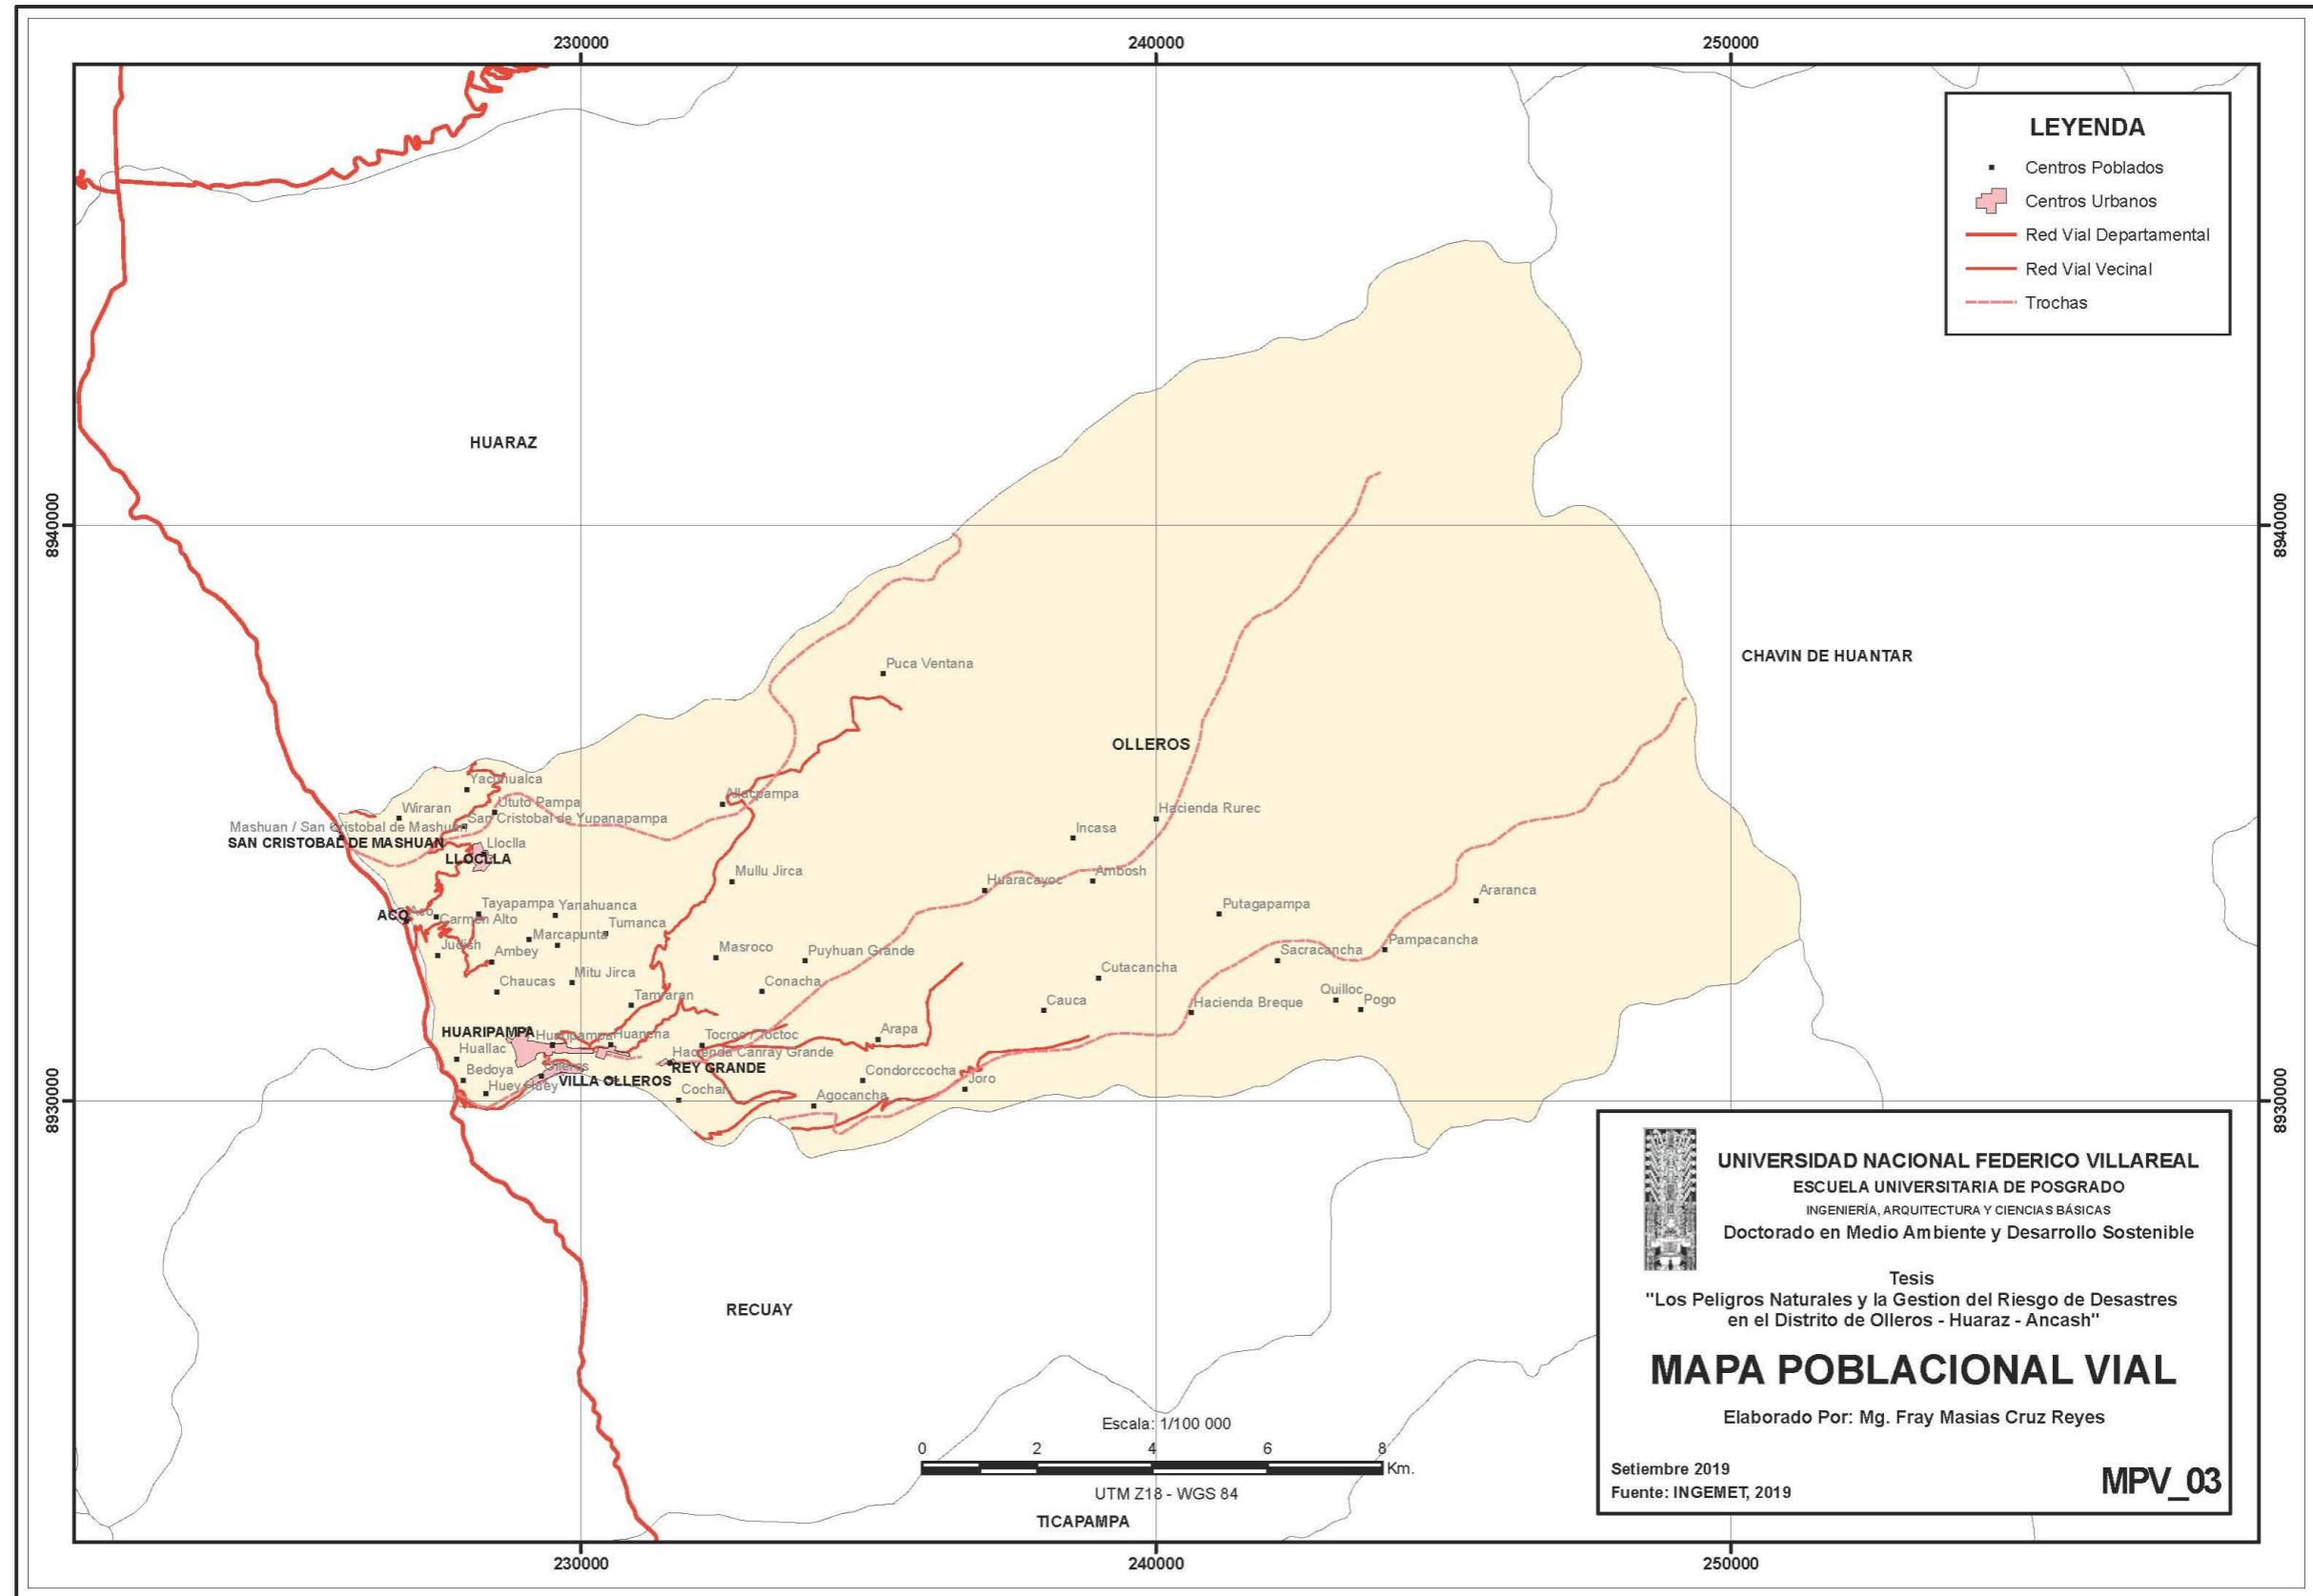 230000
240000
250000
LEYENDA
Centros Poblados
Centros Urbanos
Red Vial Departamental
Red Vial Vecinal
Trochas
HUARAZ
8940000
8940000
CHAVIN DE HUANTAR
Puca Ventana
OLLEROS
Yacuhualca
Allacpampa
Ututo Pampa
Wiraran
Hacienda Rurec
San Cristobal de Yupanapampa
Mashuan / San Cristobal de Mashuan
Incasa
SAN CRISTOBAL DE MASHUAN
Lloclla
LLOCLLA
Mullu Jirca
Huaracayoc
Ambosh
Araranca
Tayapampa
Yanahuanca
Putagapampa
ACO
Aco
Carmen Alto
Tumanca
Marcapunta
Pampacancha
Judish
Ambey
Masroco
Puyhuan Grande
Sacracancha
Cutacancha
Mitu Jirca
Chaucas
Conacha
Quilloc
Tamyaran
Cauca
Hacienda Breque
Pogo
HUARIPAMPA
Huaripampa
Huancha
Tocroc / Toctoc
Arapa
Huallac
Hacienda Canray Grande
REY GRANDE
Bedoya
Olleros
VILLA OLLEROS
Condorccocha
Joro
Huey Huey
Cochan
Agocancha
8930000
8930000
UNIVERSIDAD NACIONAL FEDERICO VILLAREAL
ESCUELA UNIVERSITARIA DE POSGRADO
INGENIERÍA, ARQUITECTURA Y CIENCIAS BÁSICAS
Doctorado en Medio Ambiente y Desarrollo Sostenible
Tesis
"Los Peligros Naturales y la Gestion del Riesgo de Desastres
en el Distrito de Olleros - Huaraz - Ancash"
MAPA POBLACIONAL VIAL
Elaborado Por: Mg. Fray Masias Cruz Reyes
Setiembre 2019
Fuente: INGEMET, 2019
MPV_03
RECUAY
Escala: 1/100 000
0 2 4 6 8
Km.
UTM Z18 - WGS 84
TICAPAMPA
230000
240000
250000